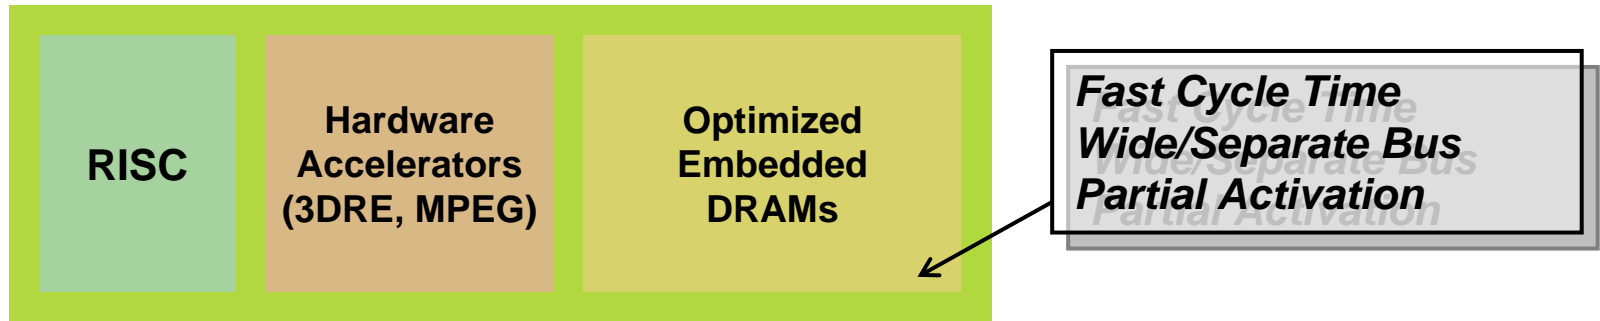 RISC
Hardware
Accelerators
(3DRE, MPEG)
Optimized
Embedded
DRAMs
Fast Cycle Time
Wide/Separate Bus
Partial Activation